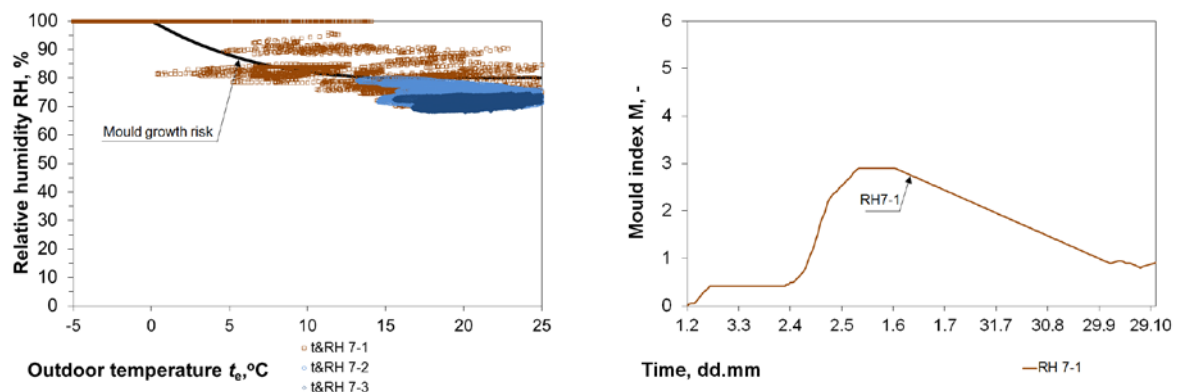 Relative humidity RH, %
100
90
80
70
60
50
40
30
20
10
0
Mould growth risk
-5 0 5 10 15 20 25
Outdoor temperature tₑ,ºC
t&RH 7-1
t&RH 7-2
t&RH 7-3
Mould index M, -
6
5
4
3
2
1
0
RH7-1
1.2 3.3 2.4 2.5 1.6 1.7 31.7 30.8 29.9 29.10
Time, dd.mm
RH 7-1